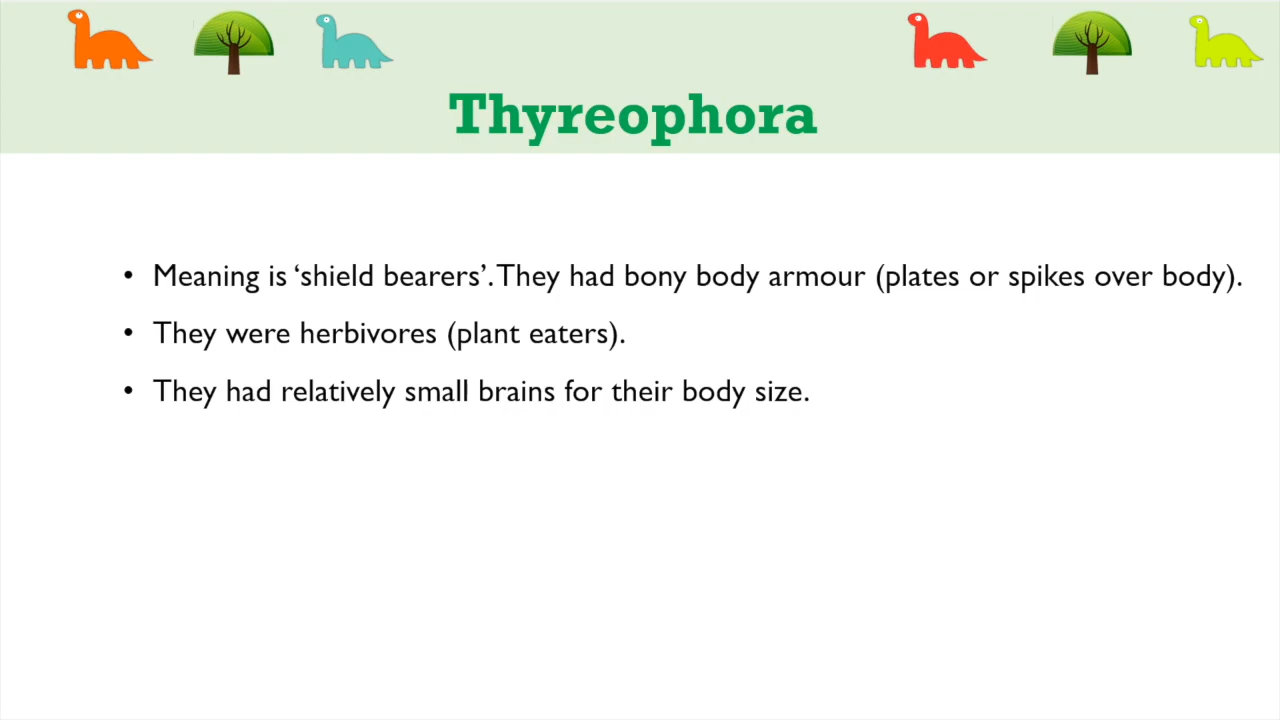 Thyreophora
• Meaning is ‘shield bearers’. They had bony body armour (plates or spikes over body).
• They were herbivores (plant eaters).
• They had relatively small brains for their body size.